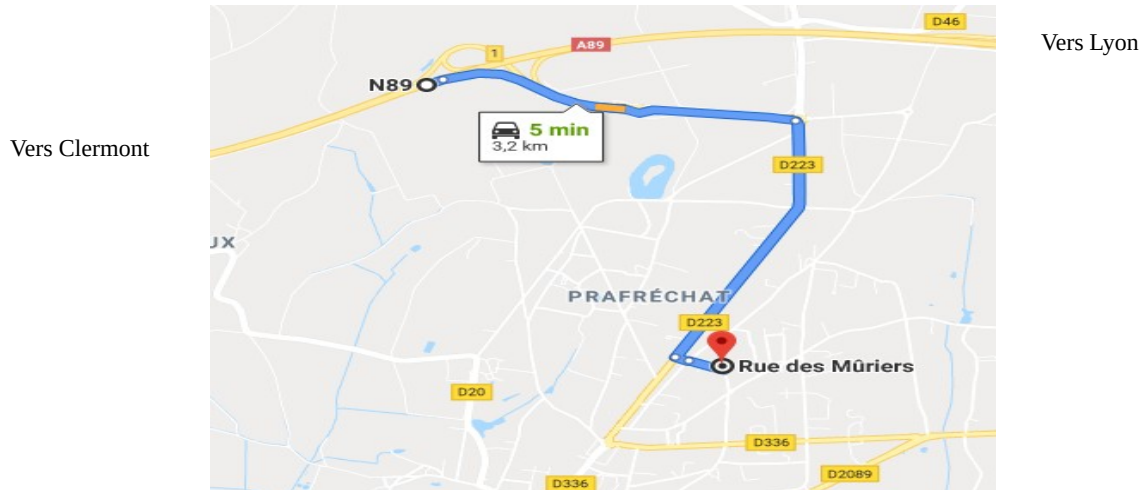 D46
Vers Lyon
1
A89
N89
5 min
3,2 km
Vers Clermont
D223
UX
PRAFRÉCHAT
D223
Rue des Mûriers
D20
D336
D2089
D336